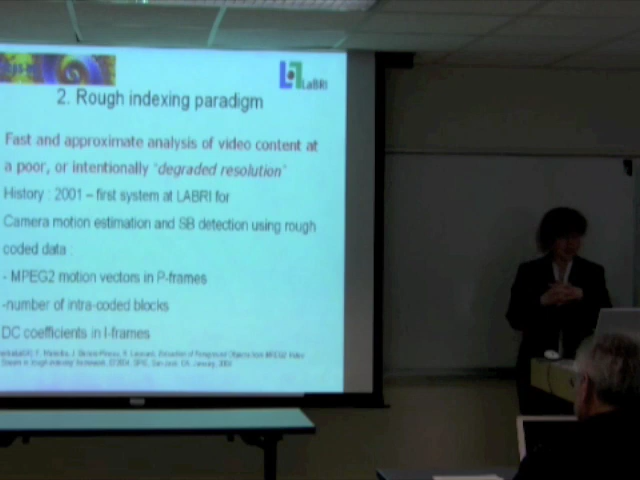 LaBRI
2. Rough indexing paradigm
Fast and approximate analysis of video content at
a poor, or intentionally "degraded resolution"
History : 2001 – first system at LABRI for
Camera motion estimation and SB detection using rough
coded data :
- MPEG2 motion vectors in P-frames
-number of intra-coded blocks
DC coefficients in I-frames